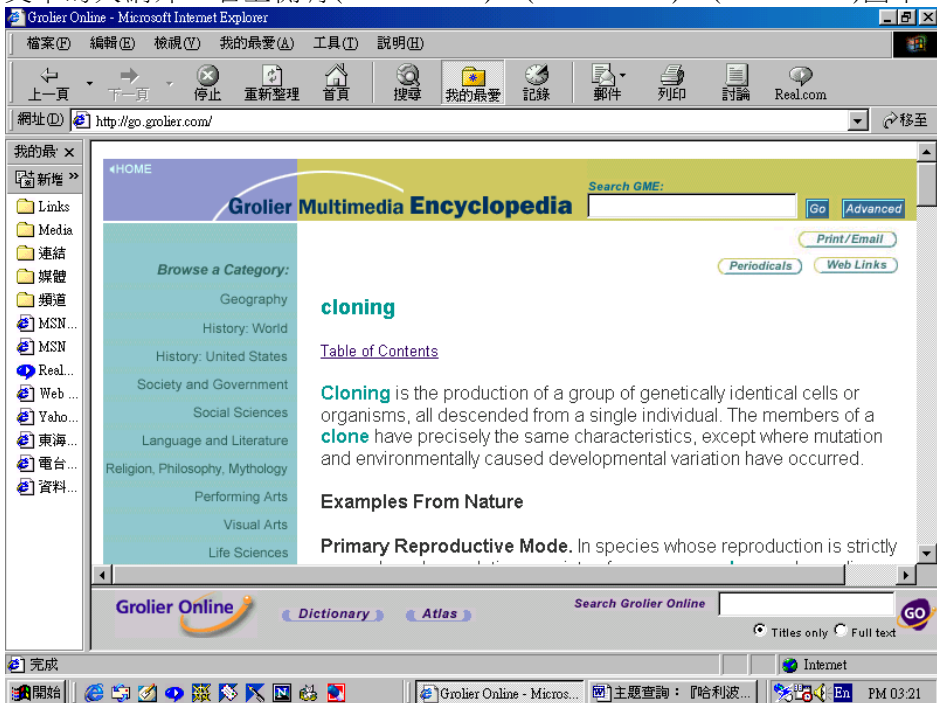 Grolier Online - Microsoft Internet Explorer
檔案(F) 編輯(E) 檢視(V) 我的最愛(A) 工具(T) 說明(H)
上一頁 下一頁 停止 重新整理 首頁 搜尋 我的最愛 記錄 郵件 列印 討論 Real.com
網址(D) http://go.grolier.com/ 移至
我的最
新增
Links
Media
連結
媒體
頻道
MSN...
MSN
Real...
Web ...
Yaho...
東海...
電台...
資料...
HOME
Grolier Multimedia Encyclopedia
Search GME:
Go Advanced
Print/Email
Periodicals Web Links
Browse a Category:
Geography
History: World
History: United States
Society and Government
Social Sciences
Language and Literature
Religion, Philosophy, Mythology
Performing Arts
Visual Arts
Life Sciences
cloning
Table of Contents
Cloning is the production of a group of genetically identical cells or
organisms, all descended from a single individual. The members of a
clone have precisely the same characteristics, except where mutation
and environmentally caused developmental variation have occurred.
Examples From Nature
Primary Reproductive Mode. In species whose reproduction is strictly
Grolier Online Dictionary Atlas Search Grolier Online GO
Titles only Full text
完成 Internet
開始 Grolier Online - Micros... 主題查詢：『哈利波... En PM 03:21